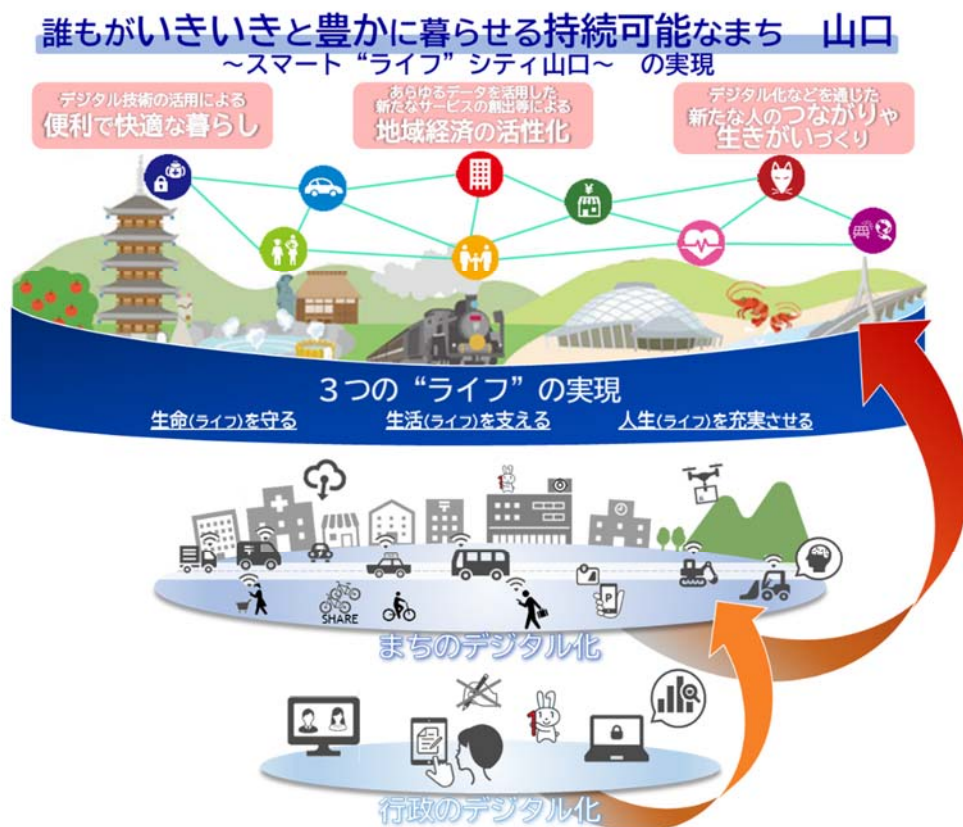 誰もがいきいきと豊かに暮らせる持続可能なまち　山口
～スマート“ライフ”シティ山口～　の実現
デジタル技術の活用による
便利で快適な暮らし
あらゆるデータを活用した
新たなサービスの創出等による
地域経済の活性化
デジタル化などを通じた
新たな人のつながりや
生きがいづくり
¥
３つの“ライフ”の実現
生命(ライフ)を守る
生活(ライフ)を支える
人生(ライフ)を充実させる
〒
〒
P
SHARE
まちのデジタル化
行政のデジタル化